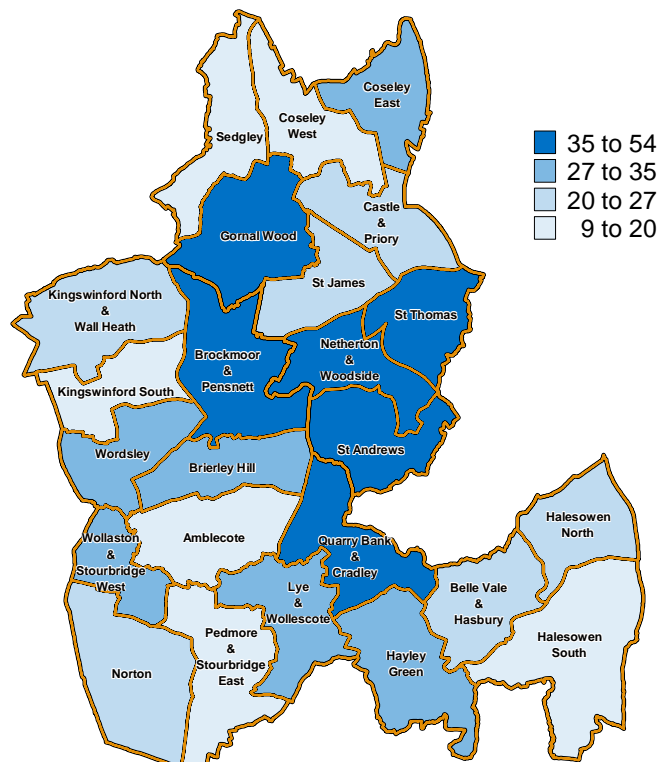 Coseley
East
Coseley
West
Sedgley
35 to 54
27 to 35
20 to 27
9 to 20
Castle
&
Priory
Gornal Wood
St James
Kingswinford North
&
Wall Heath
St Thomas
Netherton
&
Woodside
Brockmoor
&
Pensnett
Kingswinford South
Wordsley
St Andrews
Brierley Hill
Halesowen
North
Wollaston
&
Stourbridge
West
Amblecote
Quarry Bank
&
Cradley
Lye
&
Wollescote
Belle Vale
&
Hasbury
Pedmore
&
Stourbridge
East
Halesowen
South
Hayley
Green
Norton